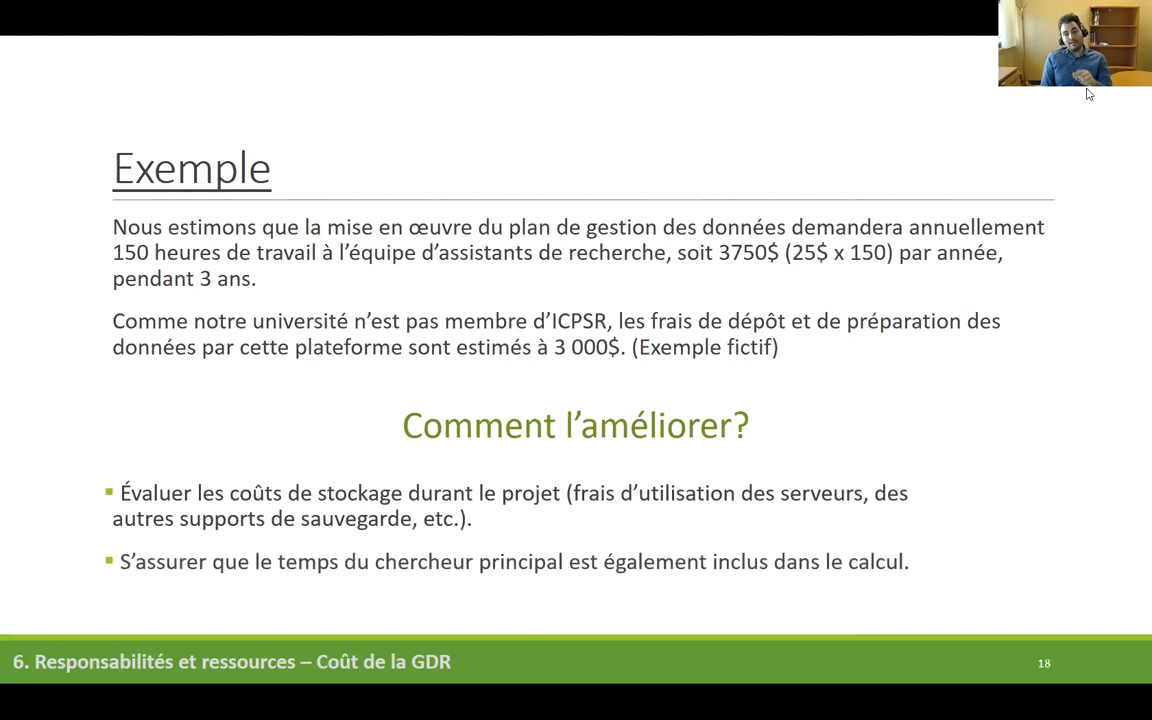 Exemple
Nous estimons que la mise en œuvre du plan de gestion des données demandera annuellement
150 heures de travail à l’équipe d’assistants de recherche, soit 3750$ (25$ x 150) par année,
pendant 3 ans.
Comme notre université n’est pas membre d’ICPSR, les frais de dépôt et de préparation des
données par cette plateforme sont estimés à 3 000$. (Exemple fictif)
Comment l’améliorer?
▪ Évaluer les coûts de stockage durant le projet (frais d’utilisation des serveurs, des
autres supports de sauvegarde, etc.).
▪ S’assurer que le temps du chercheur principal est également inclus dans le calcul.
6. Responsabilités et ressources – Coût de la GDR
18